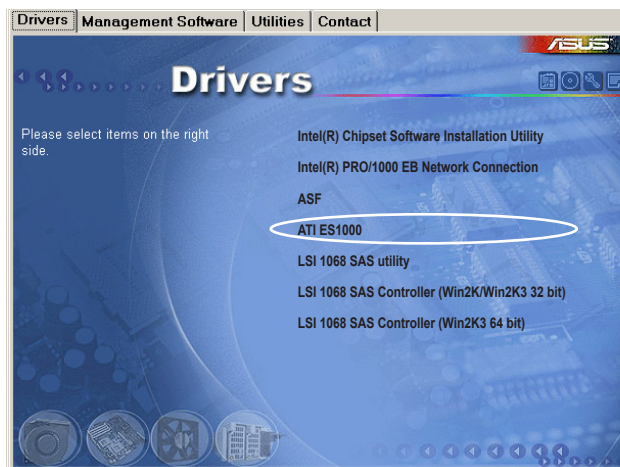 Drivers
Management Software
Utilities
Contact
ASUS
Drivers
Please select items on the right
side.
Intel(R) Chipset Software Installation Utility
Intel(R) PRO/1000 EB Network Connection
ASF
ATI ES1000
LSI 1068 SAS utility
LSI 1068 SAS Controller (Win2K/Win2K3 32 bit)
LSI 1068 SAS Controller (Win2K3 64 bit)